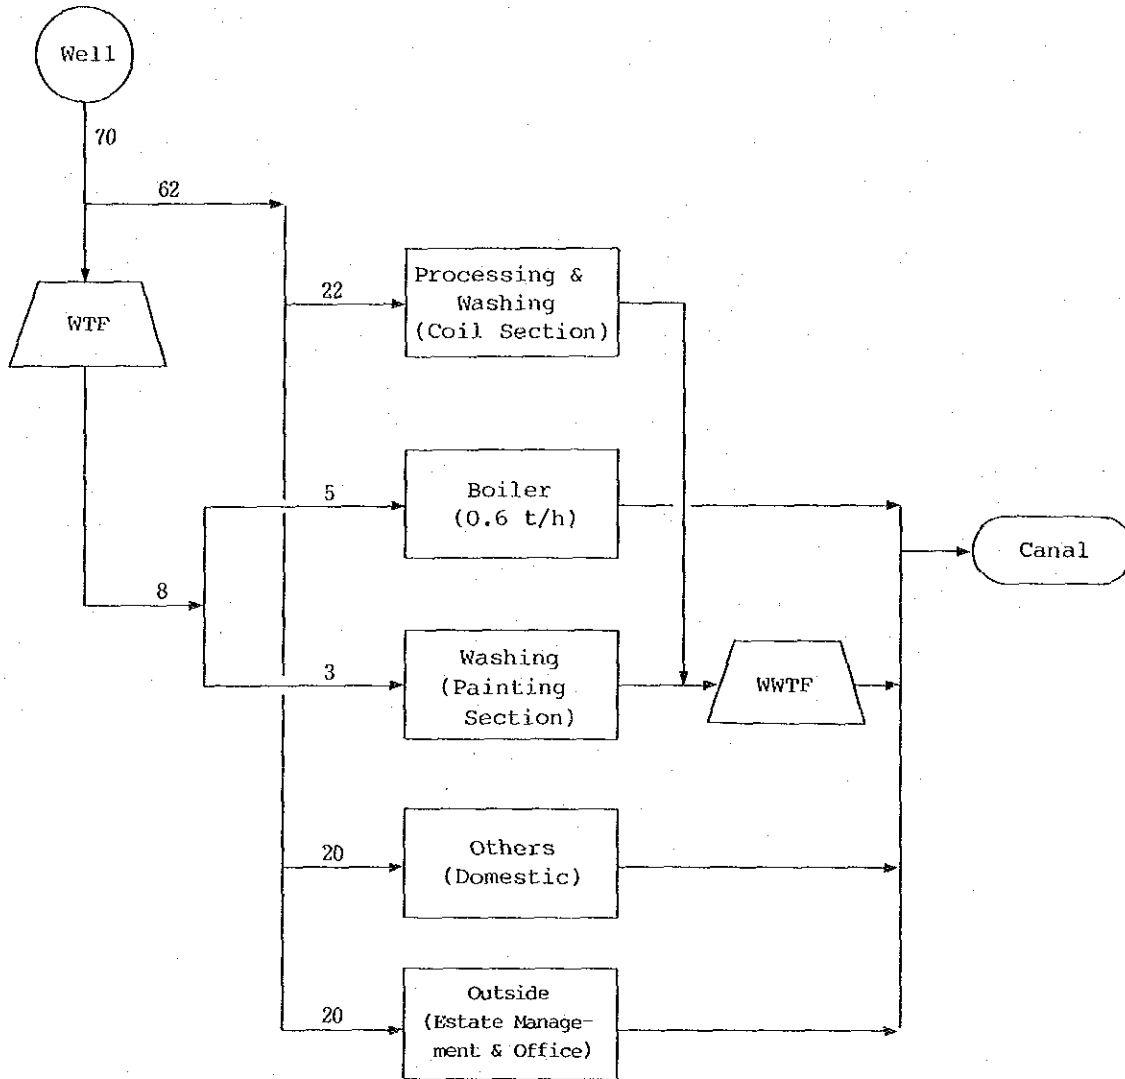 Well
70
62
WTF
22
Processing &
Washing
(Coil Section)
5
Boiler
(0.6 t/h)
Canal
8
3
Washing
(Painting
Section)
WWTF
20
Others
(Domestic)
20
Outside
(Estate Manage-
ment & Office)